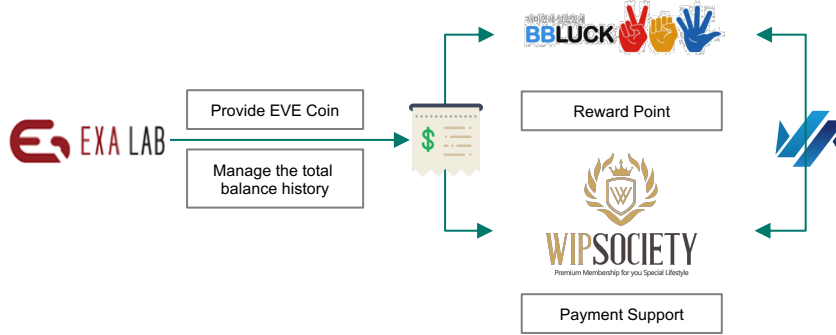 BBLUCK
Provide EVE Coin
EXA LAB
$
Manage the total
balance history
Reward Point
W
WIPSOCIETY
Premium Membership for you Special Lifestyle
Payment Support